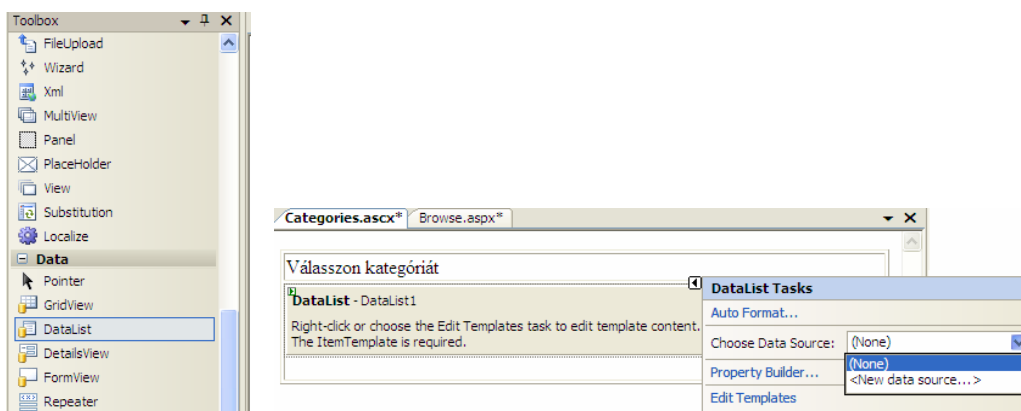 Toolbox
FileUpload
Wizard
Xml
MultiView
Panel
PlaceHolder
View
Substitution
Localize
Data
Pointer
GridView
DataList
DetailsView
FormView
Repeater
Categories.ascx* Browse.aspx*
Válasszon kategóriát
DataList - DataList1
Right-click or choose the Edit Templates task to edit template content.
The ItemTemplate is required.
DataList Tasks
Auto Format...
Choose Data Source: (None)
(None)
<New data source...>
Property Builder...
Edit Templates